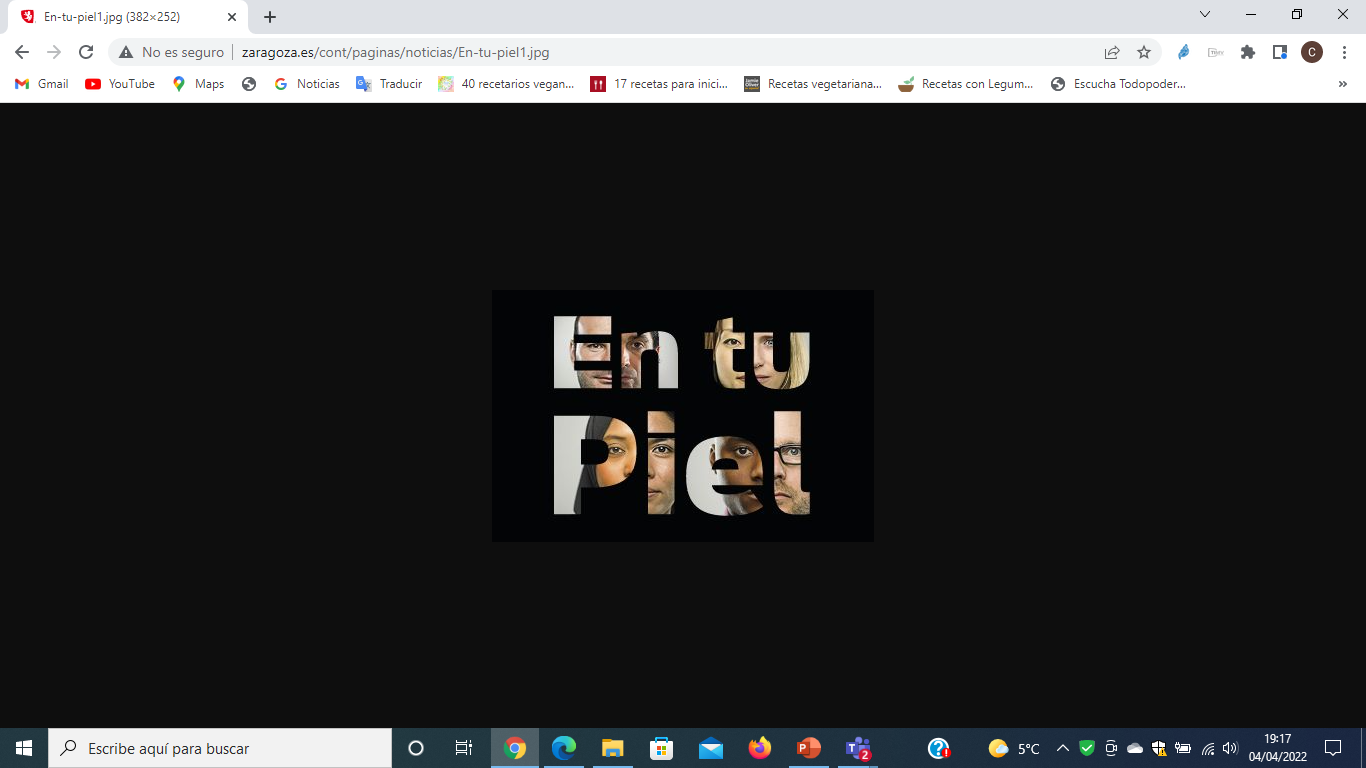 En-tu-piel1.jpg (382×252)
No es seguro
zaragoza.es/cont/paginas/noticias/En-tu-piel1.jpg
C
Gmail
YouTube
Maps
Noticias
Traducir
40 recetarios vegan...
17 recetas para inici...
Recetas vegetariana...
Recetas con Legum...
Escucha Todopoder...
»
En tu
Piel
Escribe aquí para buscar
2
5°C
19:17
04/04/2022